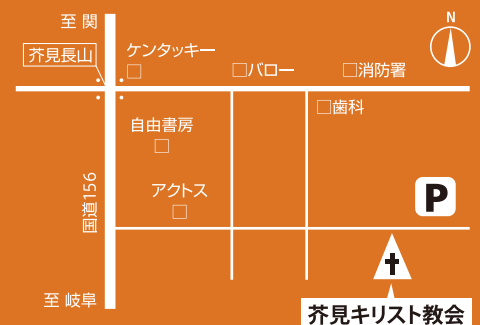 至 関
N
芥見長山
ケンタッキー
バロー
消防署
歯科
自由書房
アクトス
国道156
P
至 岐阜
芥見キリスト教会